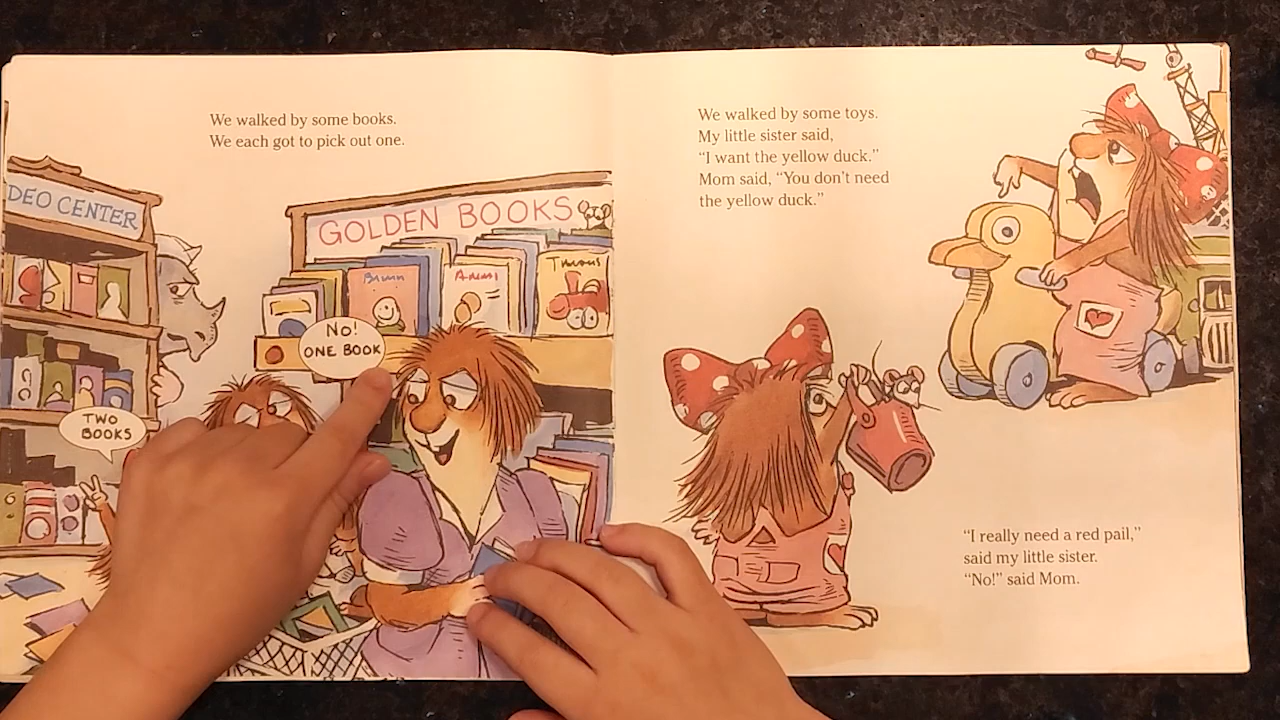 We walked by some books.
We each got to pick out one.
DEO CENTER
GOLDEN BOOKS
No!
ONE BOOK
TWO
BOOKS
We walked by some toys.
My little sister said,
“I want the yellow duck.”
Mom said, “You don’t need
the yellow duck.”
“I really need a red pail,”
said my little sister.
“No!” said Mom.